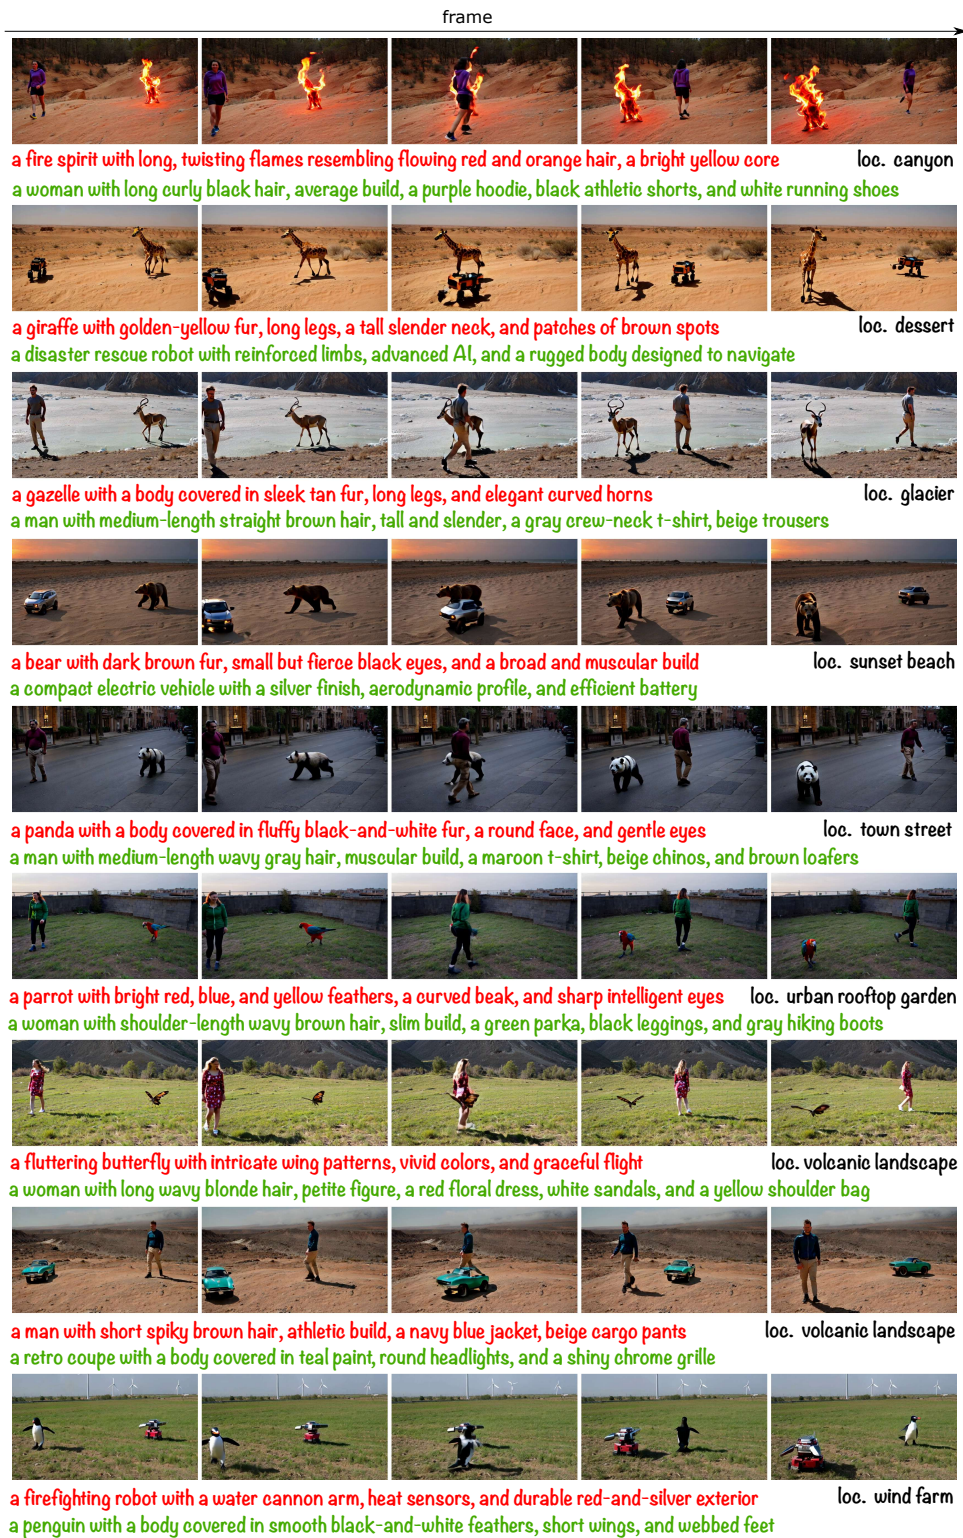 frame
a fire spirit with long, twisting flames resembling flowing red and orange hair, a bright yellow core loc. canyon
a woman with long curly black hair, average build, a purple hoodie, black athletic shorts, and white running shoes
a giraffe with golden-yellow fur, long legs, a tall slender neck, and patches of brown spots loc. dessert
a disaster rescue robot with reinforced limbs, advanced AI, and a rugged body designed to navigate
a gazelle with a body covered in sleek tan fur, long legs, and elegant curved horns loc. glacier
a man with medium-length straight brown hair, tall and slender, a gray crew-neck t-shirt, beige trousers
a bear with dark brown fur, small but fierce black eyes, and a broad and muscular build loc. sunset beach
a compact electric vehicle with a silver finish, aerodynamic profile, and efficient battery
a panda with a body covered in fluffy black-and-white fur, a round face, and gentle eyes loc. town street
a man with medium-length wavy gray hair, muscular build, a maroon t-shirt, beige chinos, and brown loafers
a parrot with bright red, blue, and yellow feathers, a curved beak, and sharp intelligent eyes loc. urban rooftop garden
a woman with shoulder-length wavy brown hair, slim build, a green parka, black leggings, and gray hiking boots
a fluttering butterfly with intricate wing patterns, vivid colors, and graceful flight loc. volcanic landscape
a woman with long wavy blonde hair, petite figure, a red floral dress, white sandals, and a yellow shoulder bag
a man with short spiky brown hair, athletic build, a navy blue jacket, beige cargo pants loc. volcanic landscape
a retro coupe with a body covered in teal paint, round headlights, and a shiny chrome grille
a firefighting robot with a water cannon arm, heat sensors, and durable red-and-silver exterior loc. wind farm
a penguin with a body covered in smooth black-and-white feathers, short wings, and webbed feet